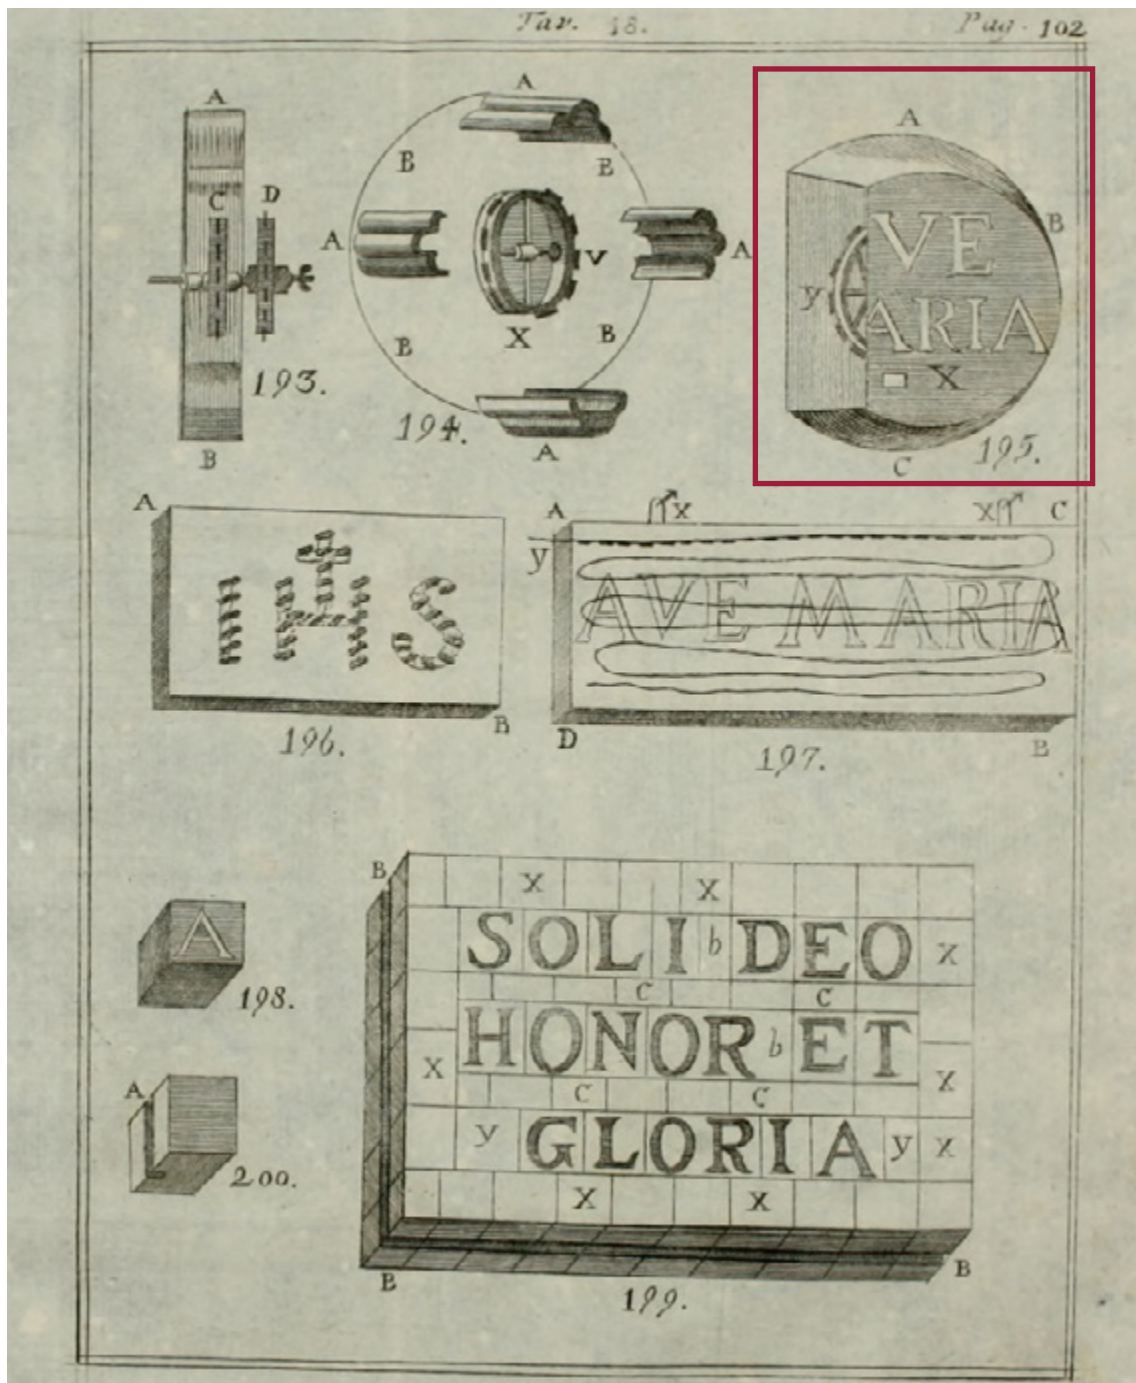 Tav. 18.
Pag. 102
A
C D
B
193.
A
B B
A V A
X
B B
A
194.
A
B
VE
y
ARIA
X
C
195.
A
IHS
B
196.
A X X C
y
AVE MARIA
D B
197.
A
198.
A
200.
B
X X
SOLI b DEO X
C C
HONOR b ET
X X
C C
y GLORIA y X
X X
B B
199.